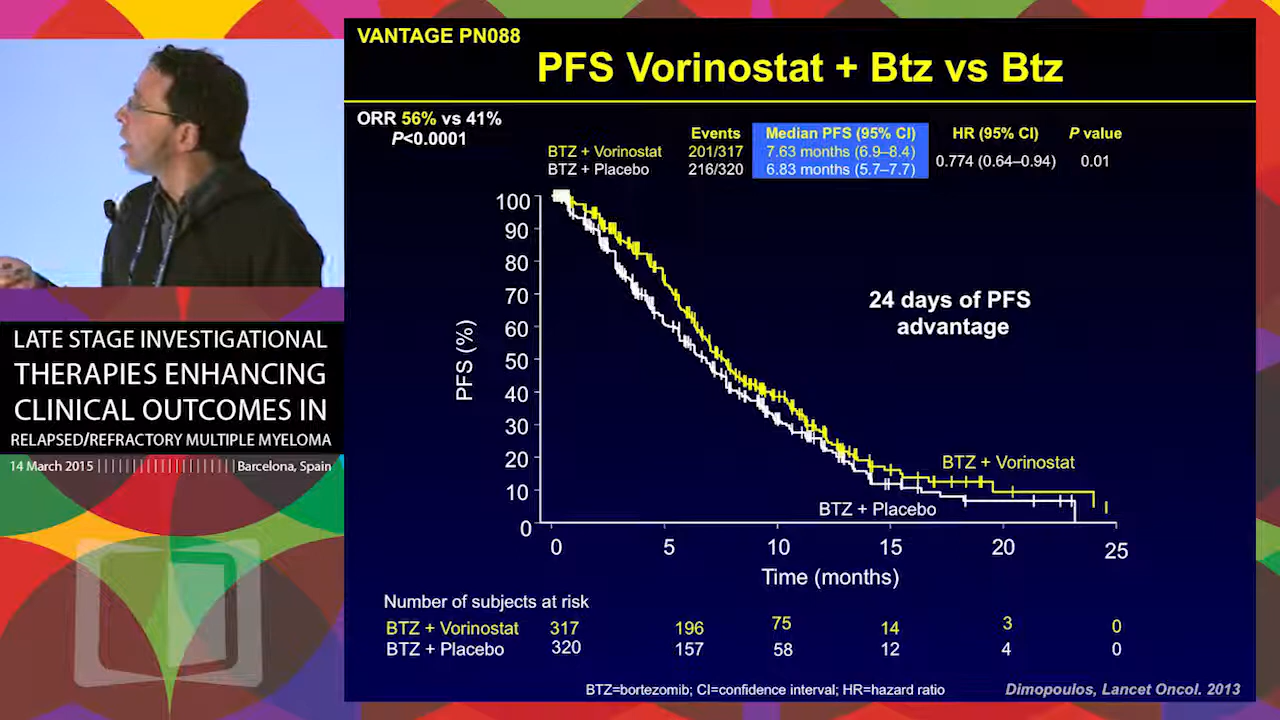 VANTAGE PN088
PFS Vorinostat + Btz vs Btz
ORR 56% vs 41%
P<0.0001
Events Median PFS (95% CI) HR (95% CI) P value
BTZ + Vorinostat 201/317 7.63 months (6.9–8.4)
BTZ + Placebo 216/320 6.83 months (5.7–7.7)
0.774 (0.64–0.94) 0.01
100
90
80
70
60
50
40
30
20
10
0
PFS (%)
24 days of PFS
advantage
BTZ + Vorinostat
BTZ + Placebo
0 5 10 15 20 25
Time (months)
Number of subjects at risk
BTZ + Vorinostat 317 196 75 14 3 0
BTZ + Placebo 320 157 58 12 4 0
BTZ=bortezomib; CI=confidence interval; HR=hazard ratio
Dimopoulos, Lancet Oncol. 2013
LATE STAGE INVESTIGATIONAL
THERAPIES ENHANCING
CLINICAL OUTCOMES IN
RELAPSED/REFRACTORY MULTIPLE MYELOMA
14 March 2015 ||||||||||||||||||||| Barcelona, Spain